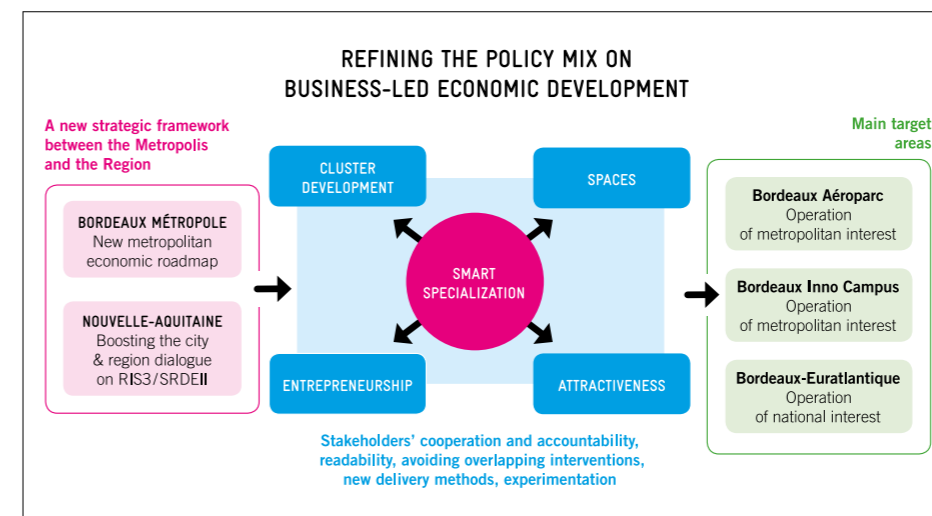 REFINING THE POLICY MIX ON
BUSINESS-LED ECONOMIC DEVELOPMENT
A new strategic framework
between the Metropolis
and the Region
BORDEAUX MÉTROPOLE
New metropolitan
economic roadmap
NOUVELLE-AQUITAINE
Boosting the city
& region dialogue
on RIS3/SRDEII
CLUSTER
DEVELOPMENT
SPACES
SMART
SPECIALIZATION
ENTREPRENEURSHIP
ATTRACTIVENESS
Stakeholders' cooperation and accountability,
readability, avoiding overlapping interventions,
new delivery methods, experimentation
Main target
areas
Bordeaux Aéroparc
Operation
of metropolitan interest
Bordeaux Inno Campus
Operation
of metropolitan interest
Bordeaux-Euratlantique
Operation
of national interest